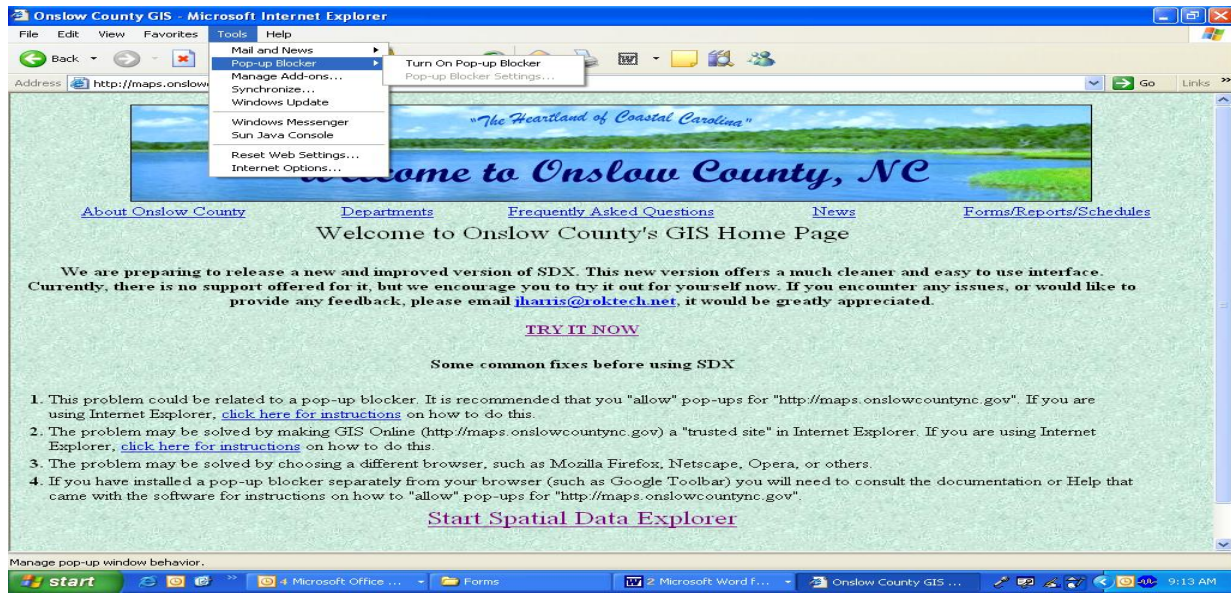 Onslow County GIS - Microsoft Internet Explorer
File Edit View Favorites Tools Help
Back
Mail and News
Pop-up Blocker
Manage Add-ons...
Synchronize...
Windows Update
Windows Messenger
Sun Java Console
Reset Web Settings...
Internet Options...
Turn On Pop-up Blocker
Pop-up Blocker Settings...
Address http://maps.onslow
Go Links »
"The Heartland of Coastal Carolina"
to Onslow County, NC
About Onslow County Departments Frequently Asked Questions News Forms/Reports/Schedules
Welcome to Onslow County's GIS Home Page
We are preparing to release a new and improved version of SDX. This new version offers a much cleaner and easy to use interface.
Currently, there is no support offered for it, but we encourage you to try it out for yourself now. If you encounter any issues, or would like to
provide any feedback, please email jharris@roktech.net, it would be greatly appreciated.
TRY IT NOW
Some common fixes before using SDX
1. This problem could be related to a pop-up blocker. It is recommended that you "allow" pop-ups for "http://maps.onslowcountync.gov". If you are
using Internet Explorer, click here for instructions on how to do this.
2. The problem may be solved by making GIS Online (http://maps.onslowcountync.gov) a "trusted site" in Internet Explorer. If you are using Internet
Explorer, click here for instructions on how to do this.
3. The problem may be solved by choosing a different browser, such as Mozilla Firefox, Netscape, Opera, or others.
4. If you have installed a pop-up blocker separately from your browser (such as Google Toolbar) you will need to consult the documentation or Help that
came with the software for instructions on how to "allow" pop-ups for "http://maps.onslowcountync.gov".
Start Spatial Data Explorer
Manage pop-up window behavior.
start » 4 Microsoft Office ... Forms 2 Microsoft Word f... Onslow County GIS ... 9:13 AM